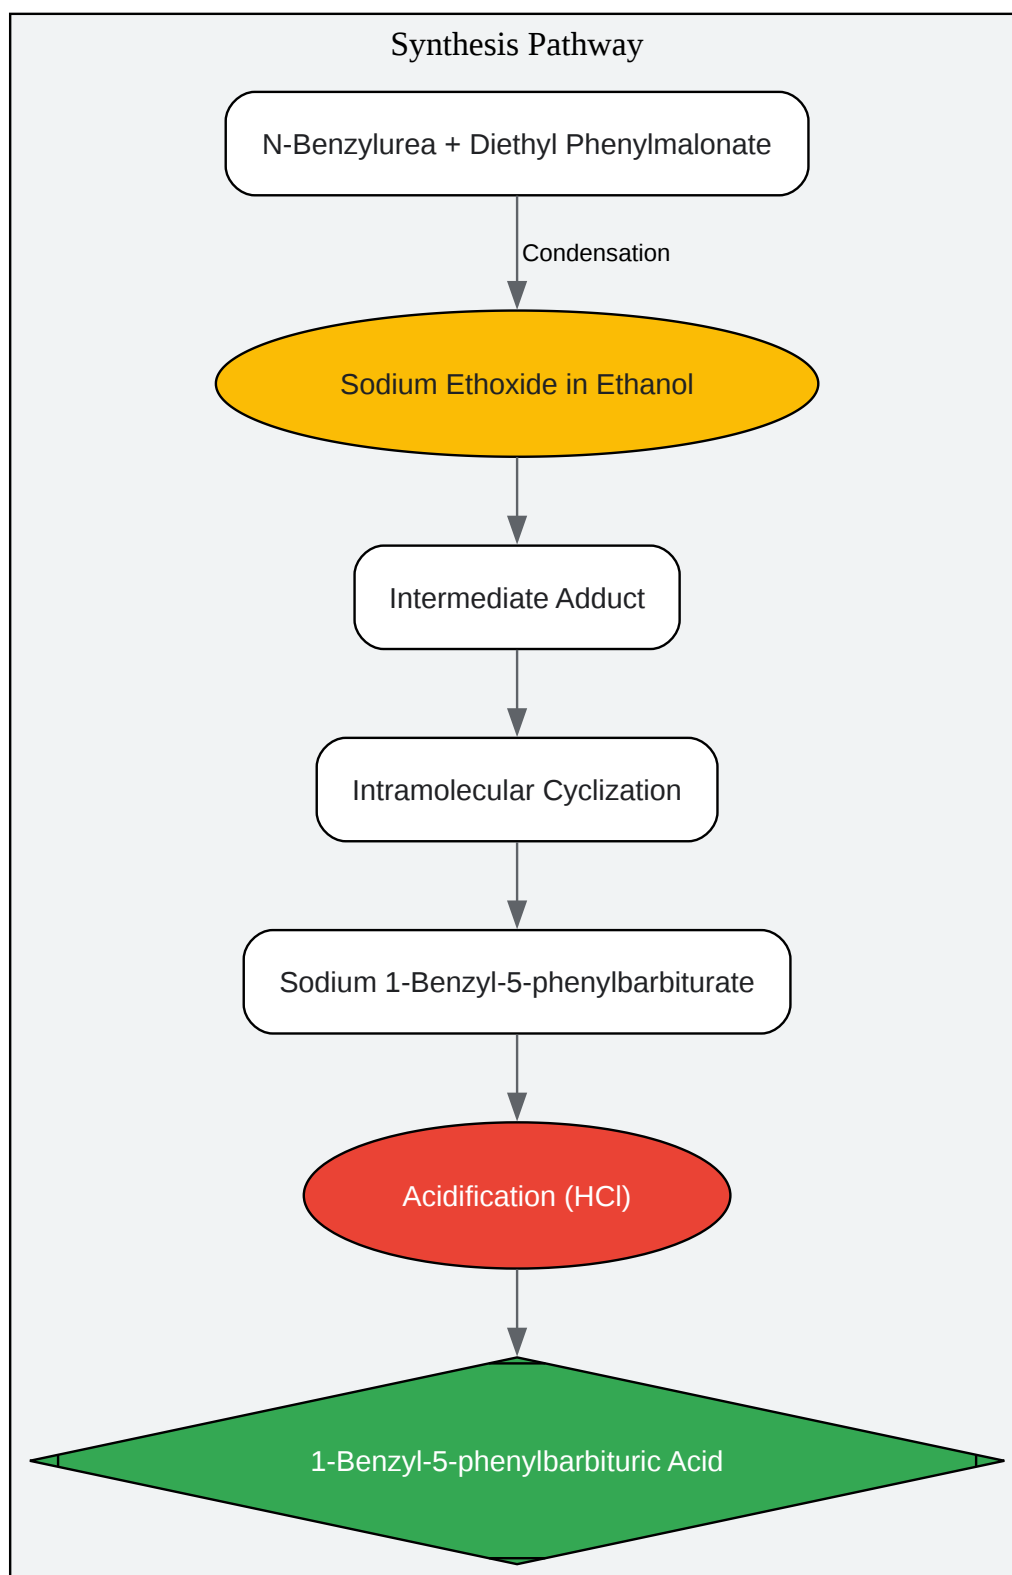 Synthesis Pathway
N-Benzylurea + Diethyl Phenylmalonate
Condensation
Sodium Ethoxide in Ethanol
Intermediate Adduct
Intramolecular Cyclization
Sodium 1-Benzyl-5-phenylbarbiturate
Acidification (HCl)
1-Benzyl-5-phenylbarbituric Acid